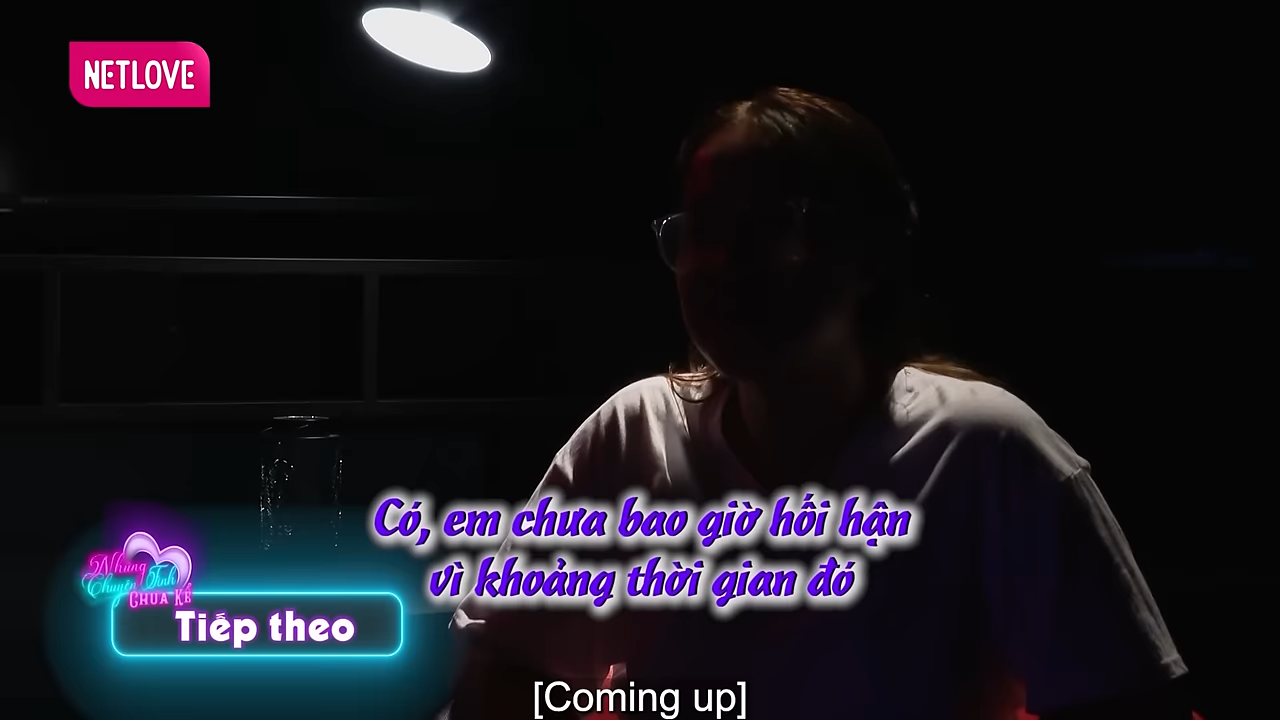 NETLOVE
Có, em chưa bao giờ hối hận
vì khoảng thời gian đó
Những
Chuyện Tình
CHƯA KỂ
Tiếp theo
[Coming up]